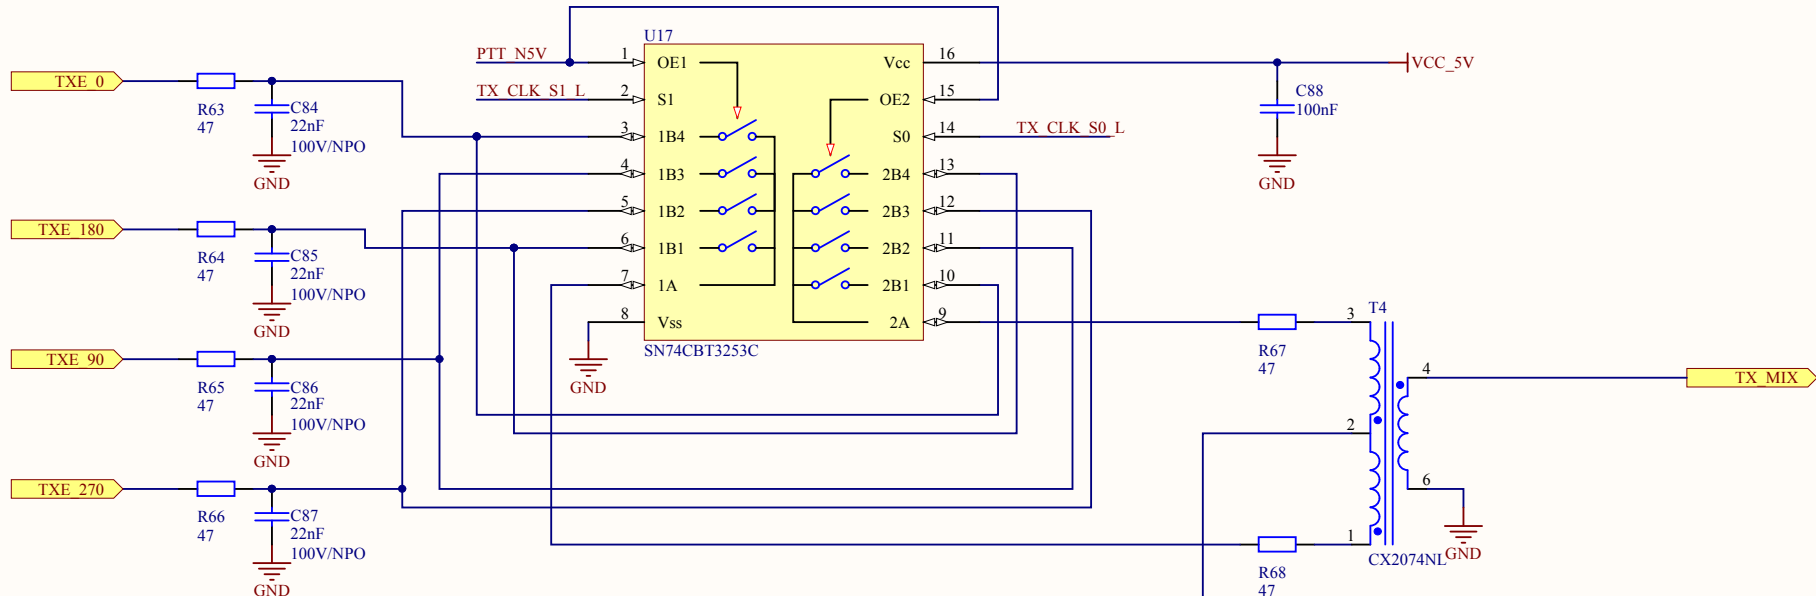 U17
PTT_N5V
1
OE1
Vcc
16
VCC_5V
TXE_0
R63
47
C84
22nF
100V/NPO
GND
TX_CLK_S1_L
2
S1
OE2
15
C88
100nF
GND
3
1B4
S0
14
TX_CLK_S0_L
4
1B3
2B4
13
TXE_180
R64
47
C85
22nF
100V/NPO
GND
5
1B2
2B3
12
6
1B1
2B2
11
7
1A
2B1
10
8
Vss
2A
9
SN74CBT3253C
GND
TXE_90
R65
47
C86
22nF
100V/NPO
GND
R67
47
T4
3
2
1
4
6
TX_MIX
GND
CX2074NL
TXE_270
R66
47
C87
22nF
100V/NPO
GND
R68
47